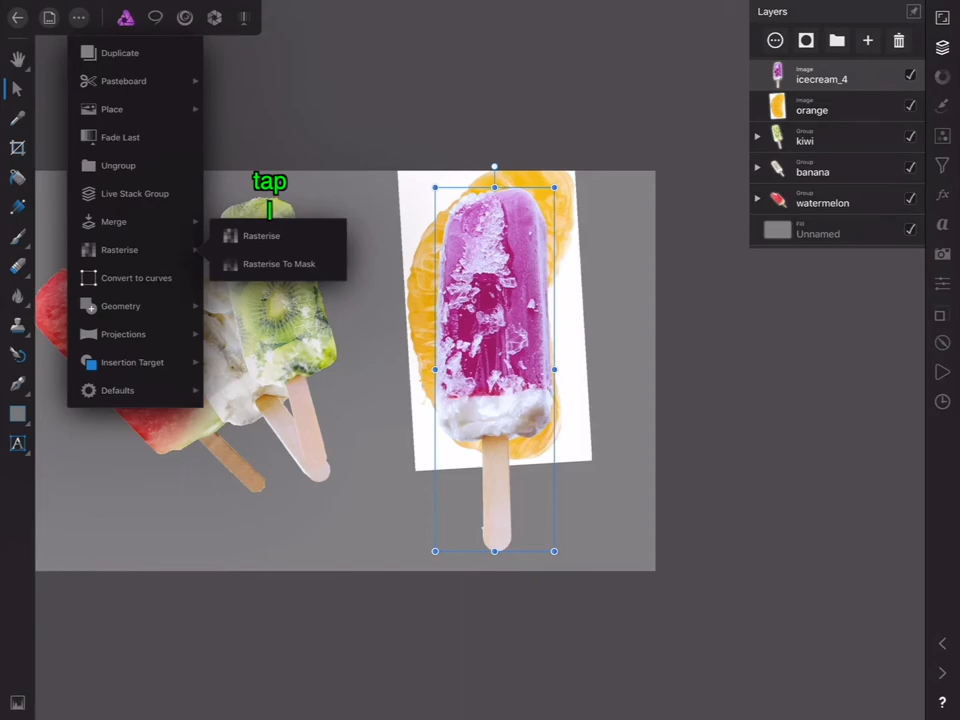 Duplicate
Pasteboard
Place
Fade Last
Ungroup
Live Stack Group
Merge
Rasterise
Convert to curves
Geometry
Projections
Insertion Target
Defaults
tap
Rasterise
Rasterise To Mask
Layers
Image
icecream_4
Image
orange
Group
kiwi
Group
banana
Group
watermelon
Fill
Unnamed
A
fx
a
?